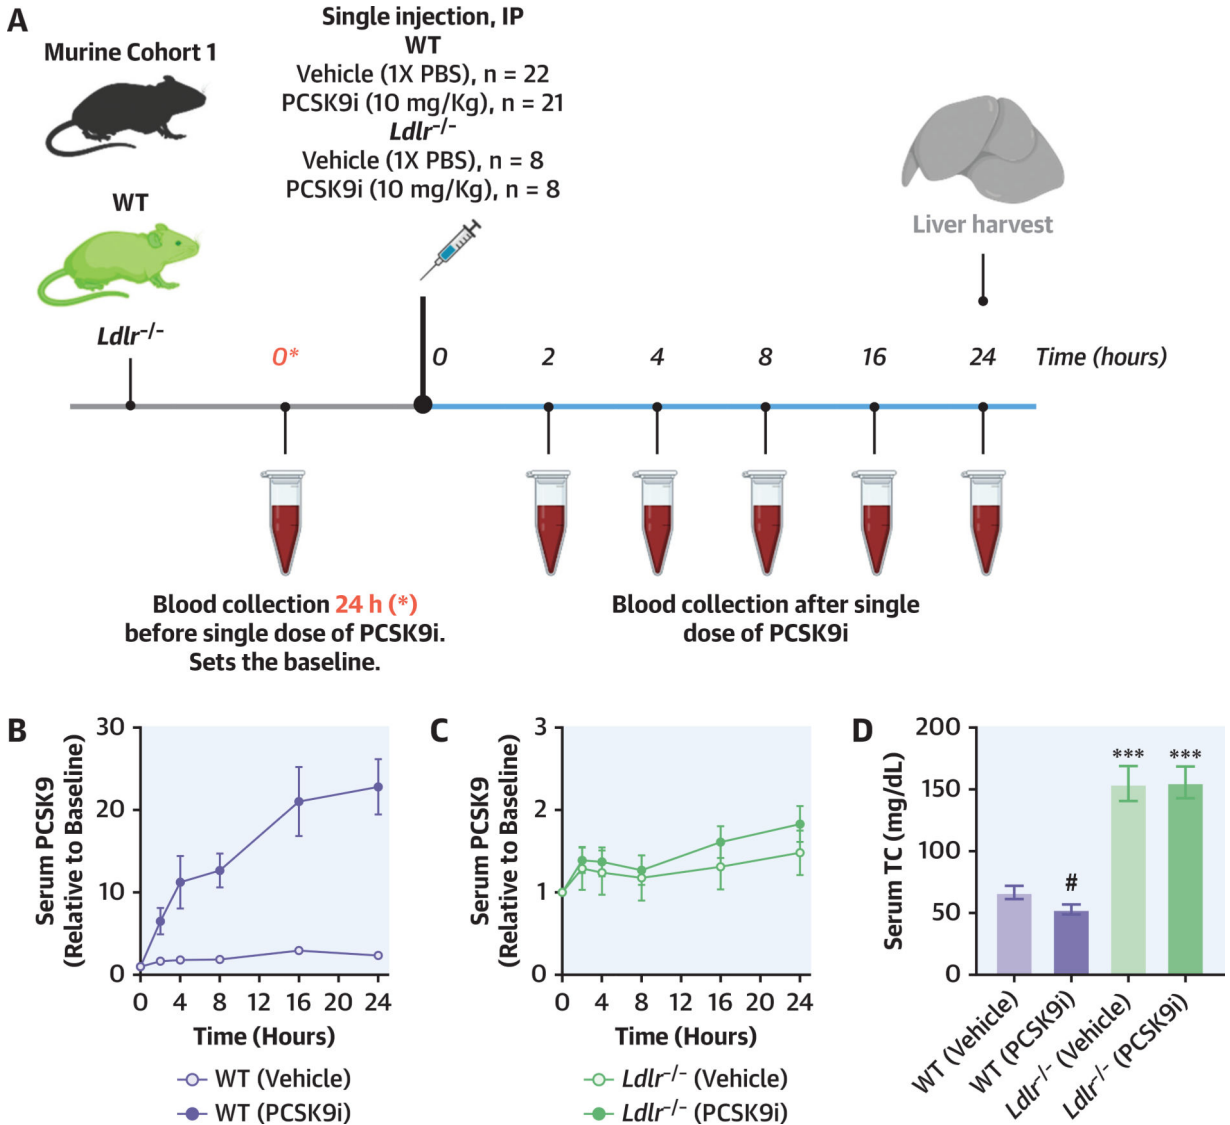 A
Murine Cohort 1
WT
Ldlr-/-
Single injection, IP
WT
Vehicle (1X PBS), n = 22
PCSK9i (10 mg/Kg), n = 21
Ldlr-/-
Vehicle (1X PBS), n = 8
PCSK9i (10 mg/Kg), n = 8
Liver harvest
0* 0 2 4 8 16 24 Time (hours)
Blood collection 24 h (*)
before single dose of PCSK9i.
Sets the baseline.
Blood collection after single
dose of PCSK9i
B
Serum PCSK9
(Relative to Baseline)
30
20
10
0
0 4 8 12 16 20 24
Time (Hours)
WT (Vehicle)
WT (PCSK9i)
C
Serum PCSK9
(Relative to Baseline)
3
2
1
0
0 4 8 12 16 20 24
Time (Hours)
Ldlr-/- (Vehicle)
Ldlr-/- (PCSK9i)
D
Serum TC (mg/dL)
200
150
100
50
0
# *** ***
WT (Vehicle)
WT (PCSK9i)
Ldlr-/- (Vehicle)
Ldlr-/- (PCSK9i)